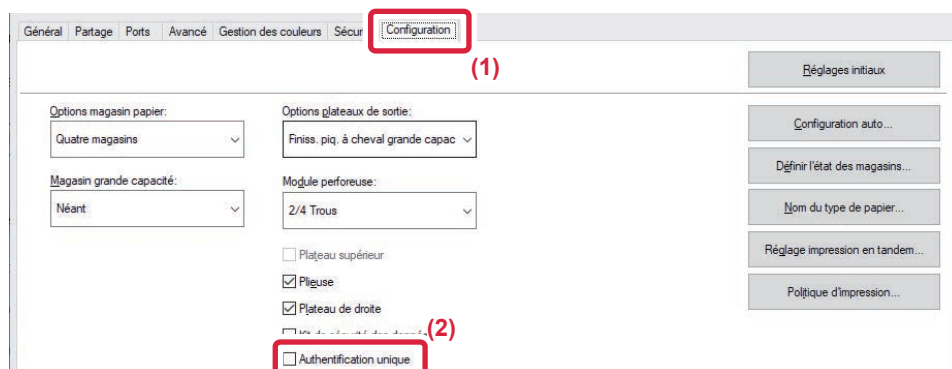 Général Partage Ports Avancé Gestion des couleurs Sécur Configuration
(1)
Réglages initiaux
Options magasin papier: Options plateaux de sortie:
Quatre magasins Finiss. piq. à cheval grande capac
Configuration auto...
Définir l'état des magasins...
Magasin grande capacité: Module perforeuse:
Néant 2/4 Trous
Nom du type de papier...
Plateau supérieur
Réglage impression en tandem...
Plieuse
Politique d'impression...
Plateau de droite
(2)
Authentification unique